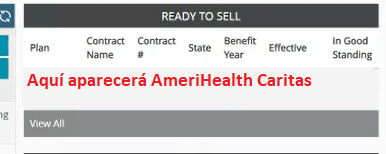 READY TO SELL
Plan Contract Name Contract # State Benefit Year Effective In Good Standing
Aquí aparecerá AmeriHealth Caritas
ng
View All